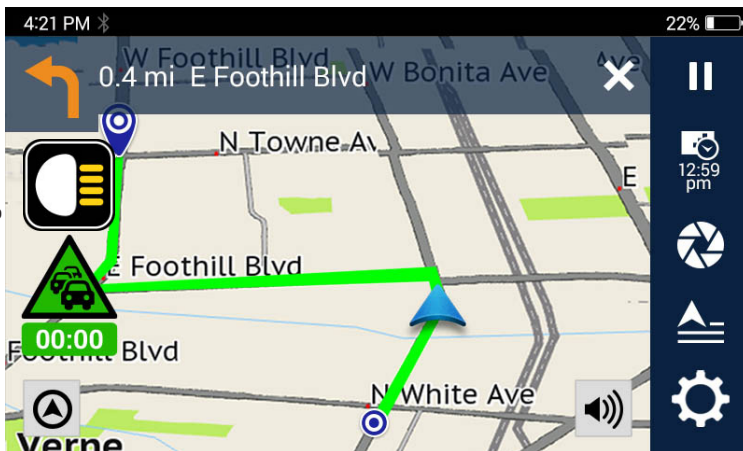 4:21 PM
22%
W Foothill Blvd
W Bonita Ave
0.4 mi E Foothill Blvd
N Towne Av
12:59
pm
E
E Foothill Blvd
00:00
Foothill Blvd
N White Ave
Verne